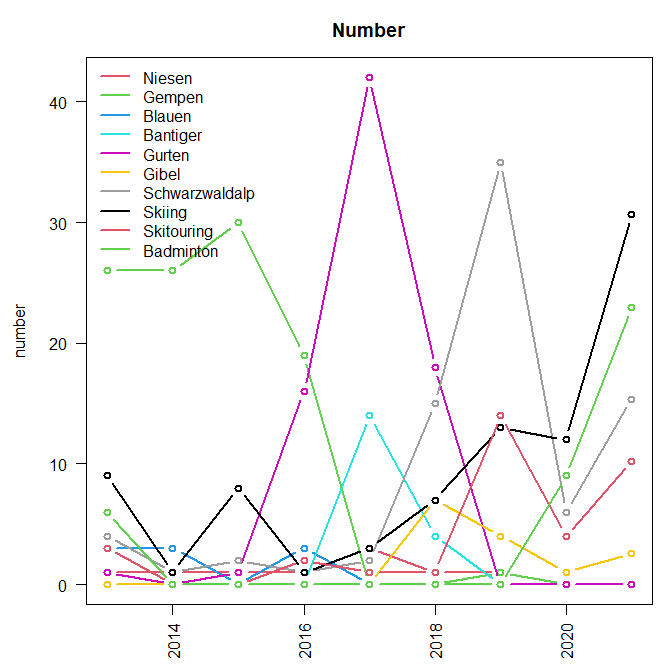 Number
Niesen
Gempen
Blauen
Bantiger
Gurten
Gibel
Schwarzwaldalp
Skiing
Skitouring
Badminton
number
40
30
20
10
0
2014
2016
2018
2020